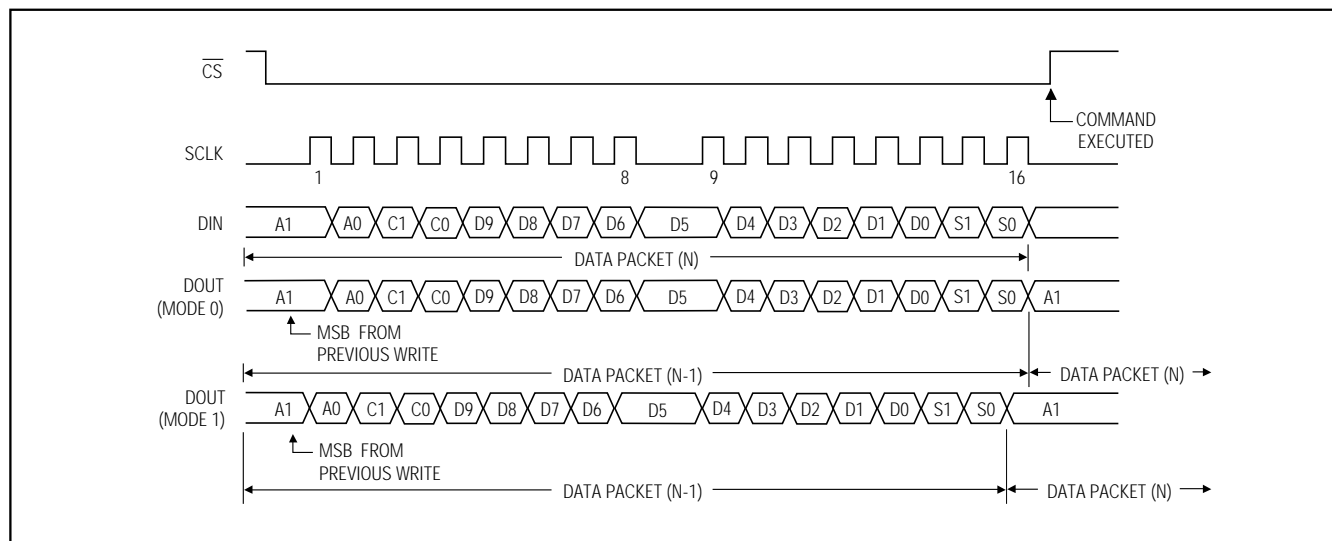 CS
COMMAND
EXECUTED
SCLK
1 8 9 16
DIN A1 A0 C1 C0 D9 D8 D7 D6 D5 D4 D3 D2 D1 D0 S1 S0
DATA PACKET (N)
DOUT
(MODE 0)
A1 A0 C1 C0 D9 D8 D7 D6 D5 D4 D3 D2 D1 D0 S1 S0 A1
MSB FROM
PREVIOUS WRITE
DATA PACKET (N-1) DATA PACKET (N)
DOUT
(MODE 1)
A1 A0 C1 C0 D9 D8 D7 D6 D5 D4 D3 D2 D1 D0 S1 S0 A1
MSB FROM
PREVIOUS WRITE
DATA PACKET (N-1) DATA PACKET (N)